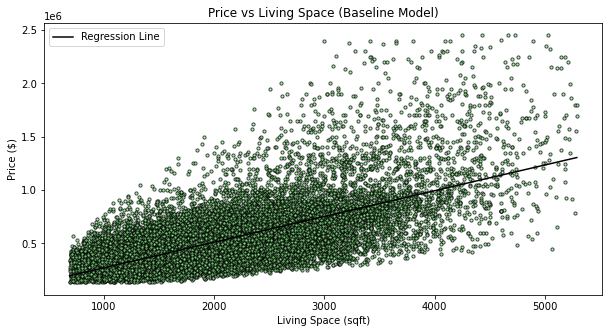 Price vs Living Space (Baseline Model)
1e6
Regression Line
2.5
2.0
1.5
1.0
0.5
Price ($)
1000 2000 3000 4000 5000
Living Space (sqft)